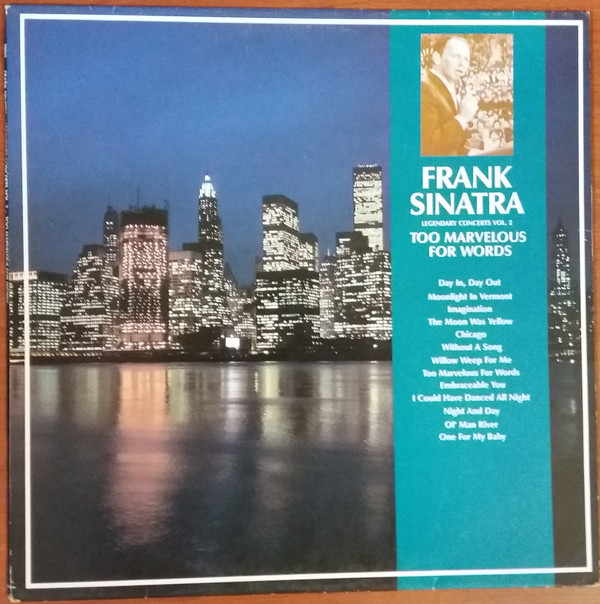 FRANK
SINATRA
LEGENDARY CONCERTS VOL. 2
TOO MARVELOUS
FOR WORDS
Day In, Day Out
Moonlight In Vermont
Imagination
The Moon Was Yellow
Chicago
Without A Song
Willow Weep For Me
Too Marvelous For Words
Embraceable You
I Could Have Danced All Night
Night And Day
Ol' Man River
One For My Baby